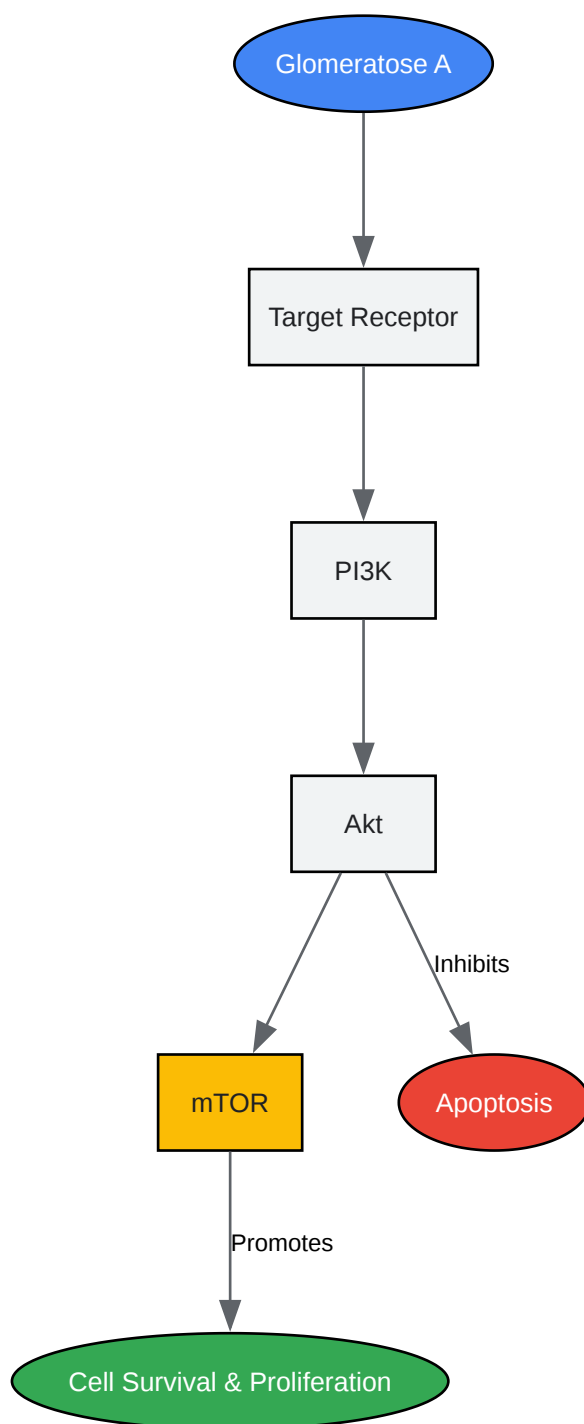 Glomeratose A
Target Receptor
PI3K
Akt
Inhibits
mTOR
Apoptosis
Promotes
Cell Survival & Proliferation